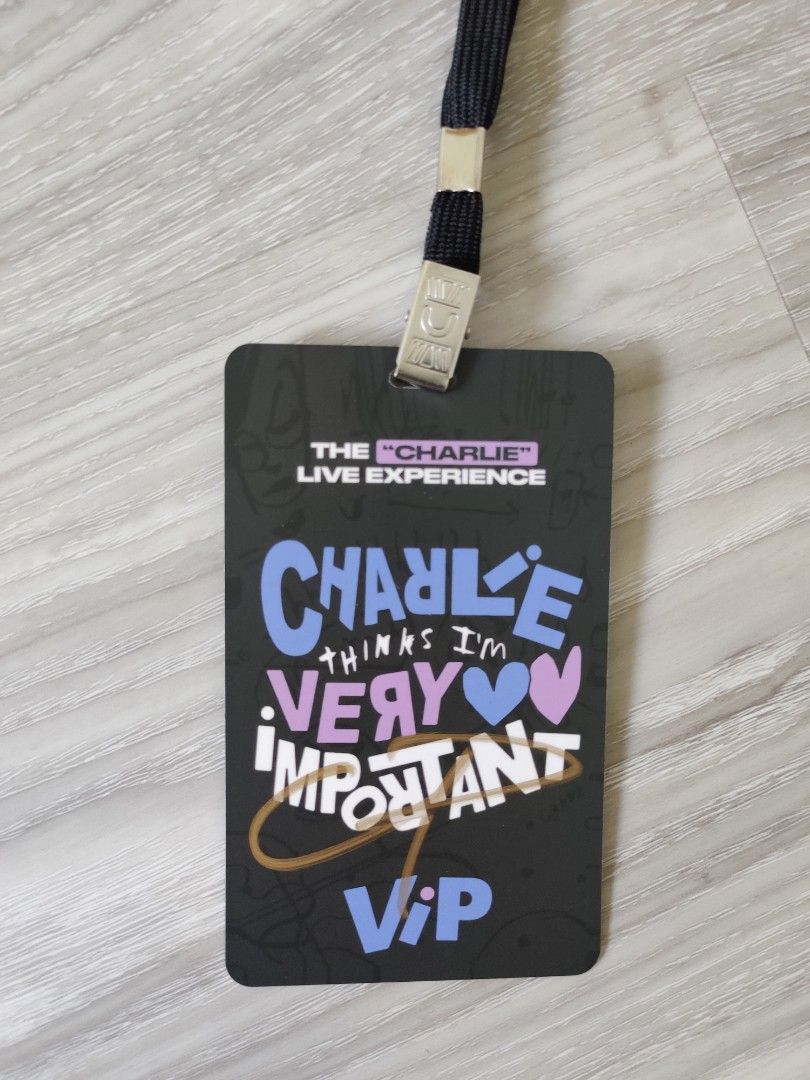 THE "CHARLIE"
LIVE EXPERIENCE
CHARLiE
THINKS I'M
VERY
iMPORTANT
ViP